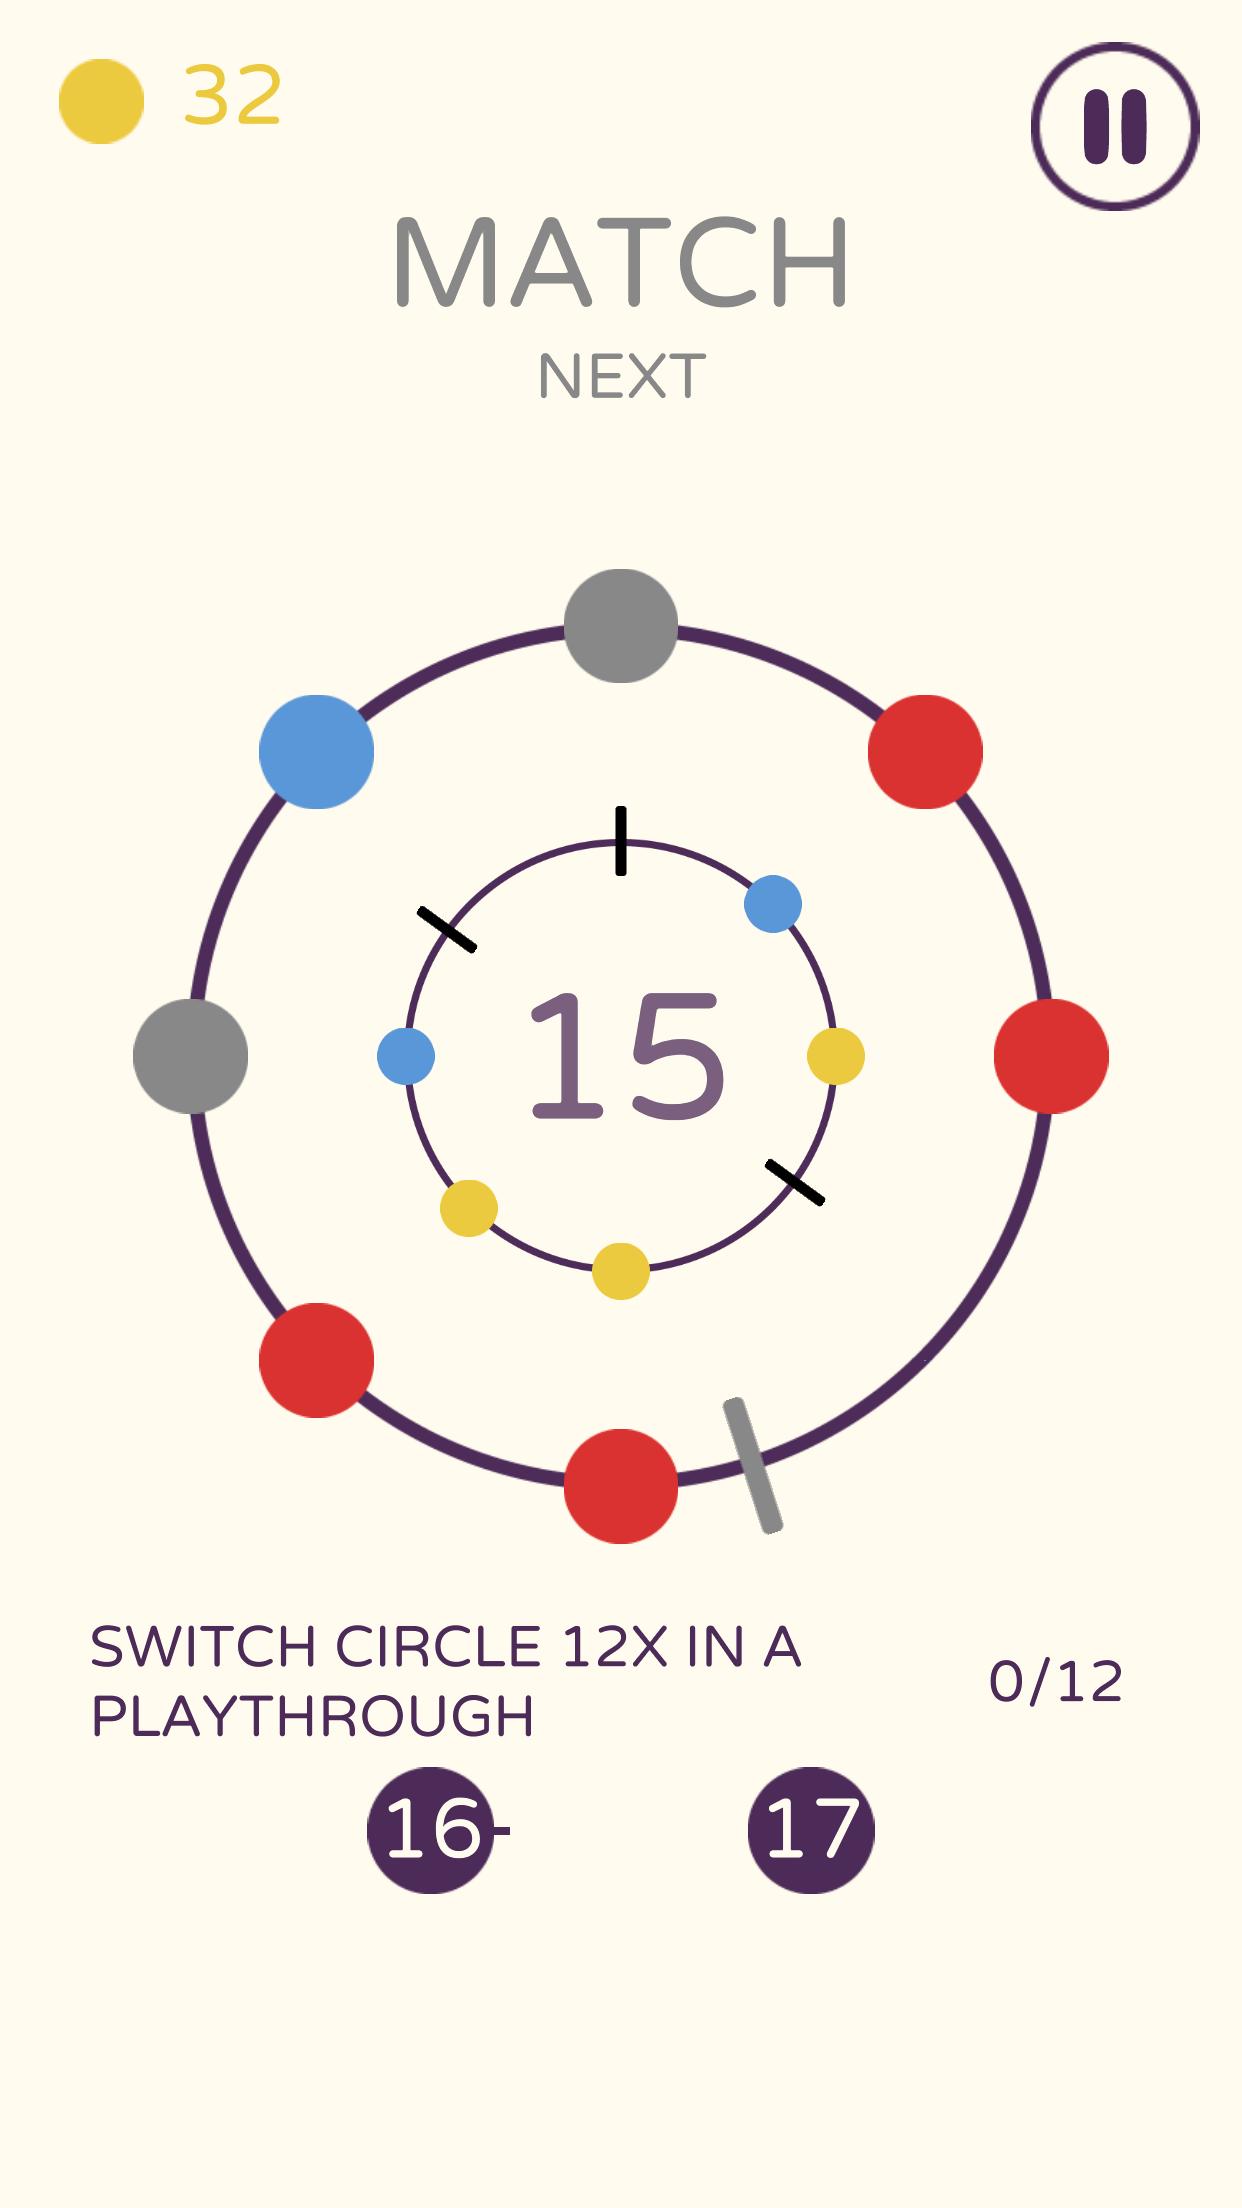 32
MATCH
NEXT
15
SWITCH CIRCLE 12X IN A
PLAYTHROUGH
0/12
16
17